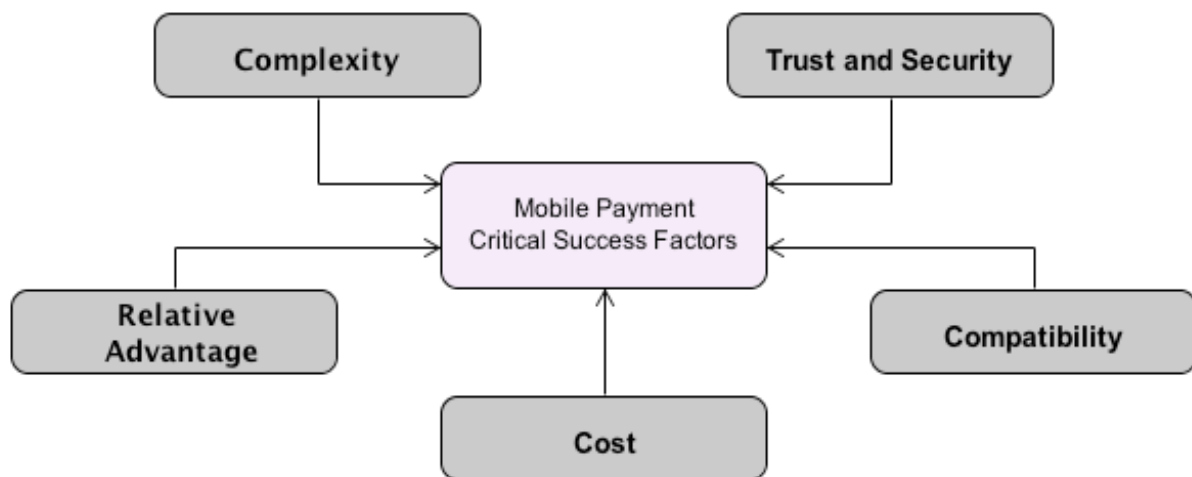 Complexity
Trust and Security
Mobile Payment
Critical Success Factors
Relative
Advantage
Compatibility
Cost